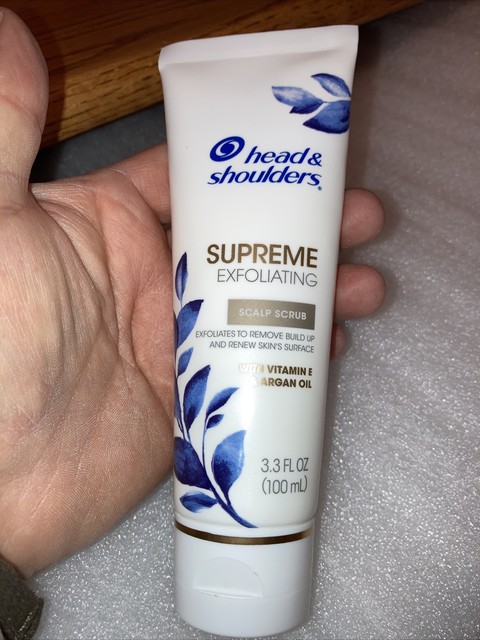 head &
shoulders®
SUPREME
EXFOLIATING
SCALP SCRUB
EXFOLIATES TO REMOVE BUILD UP
AND RENEW SKIN'S SURFACE
WITH VITAMIN E
ARGAN OIL
3.3 FL OZ
(100 mL)